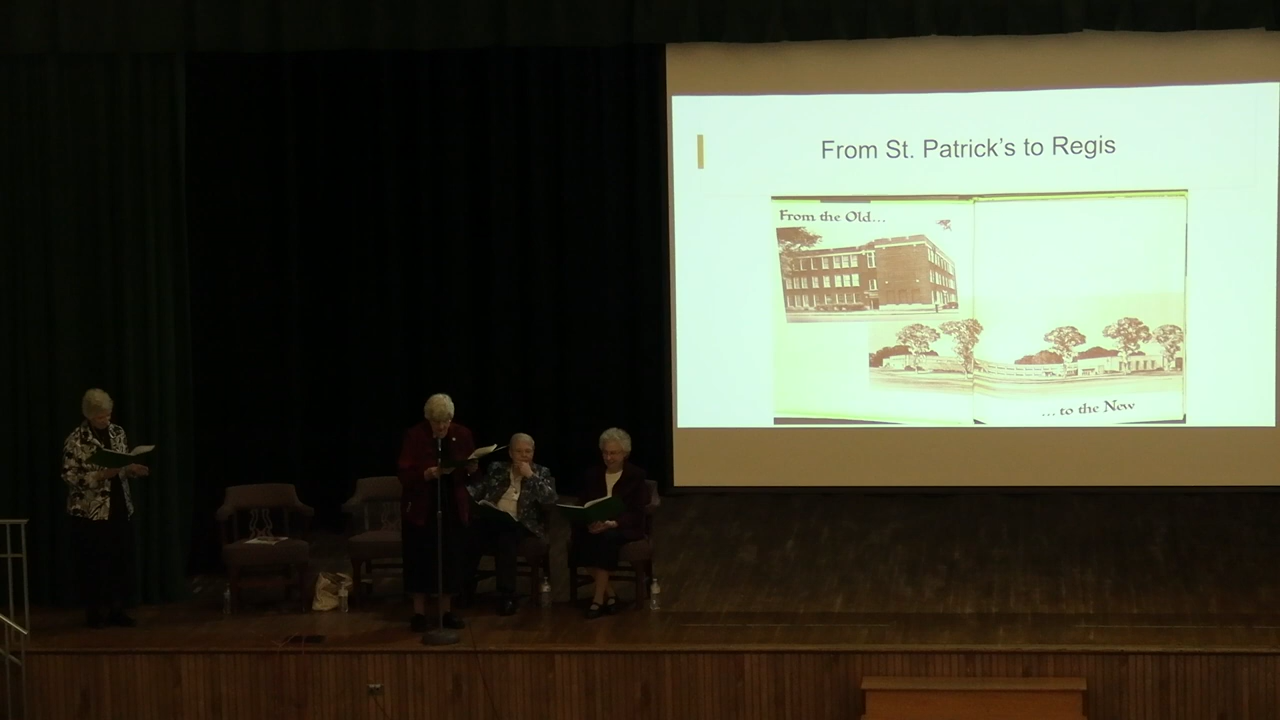 From St. Patrick's to Regis
From the Old...
...to the New